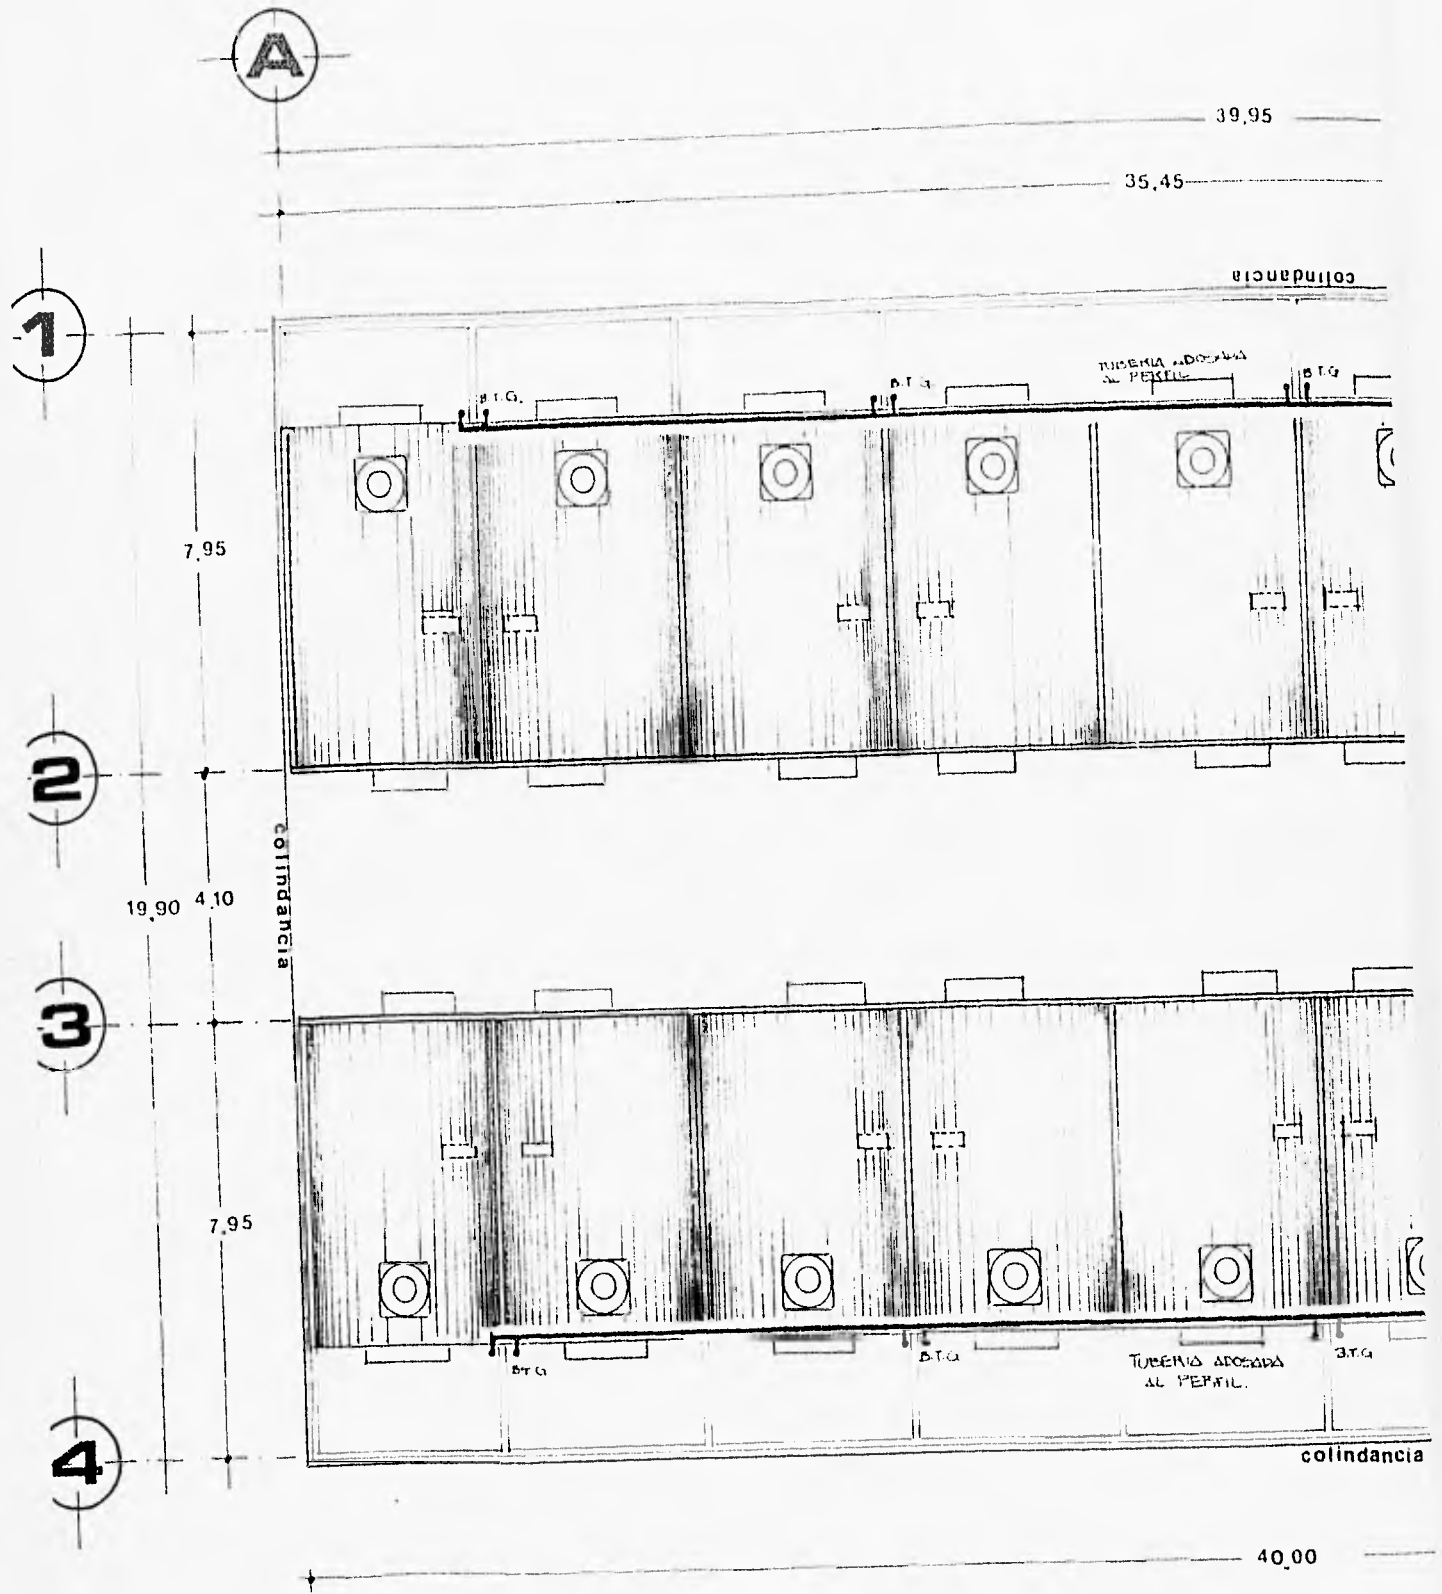 A
39,95
35,45
colindancia
1
TUBERIA ADOSADA
AL PERFIL.
B.T.G.
B.T.G.
B.T.G
7,95
2
colindancia
19,90
4,10
3
7,95
B.T.G
B.T.G
TUBERIA ADOSADA
AL PERFIL.
B.T.G
4
colindancia
40,00